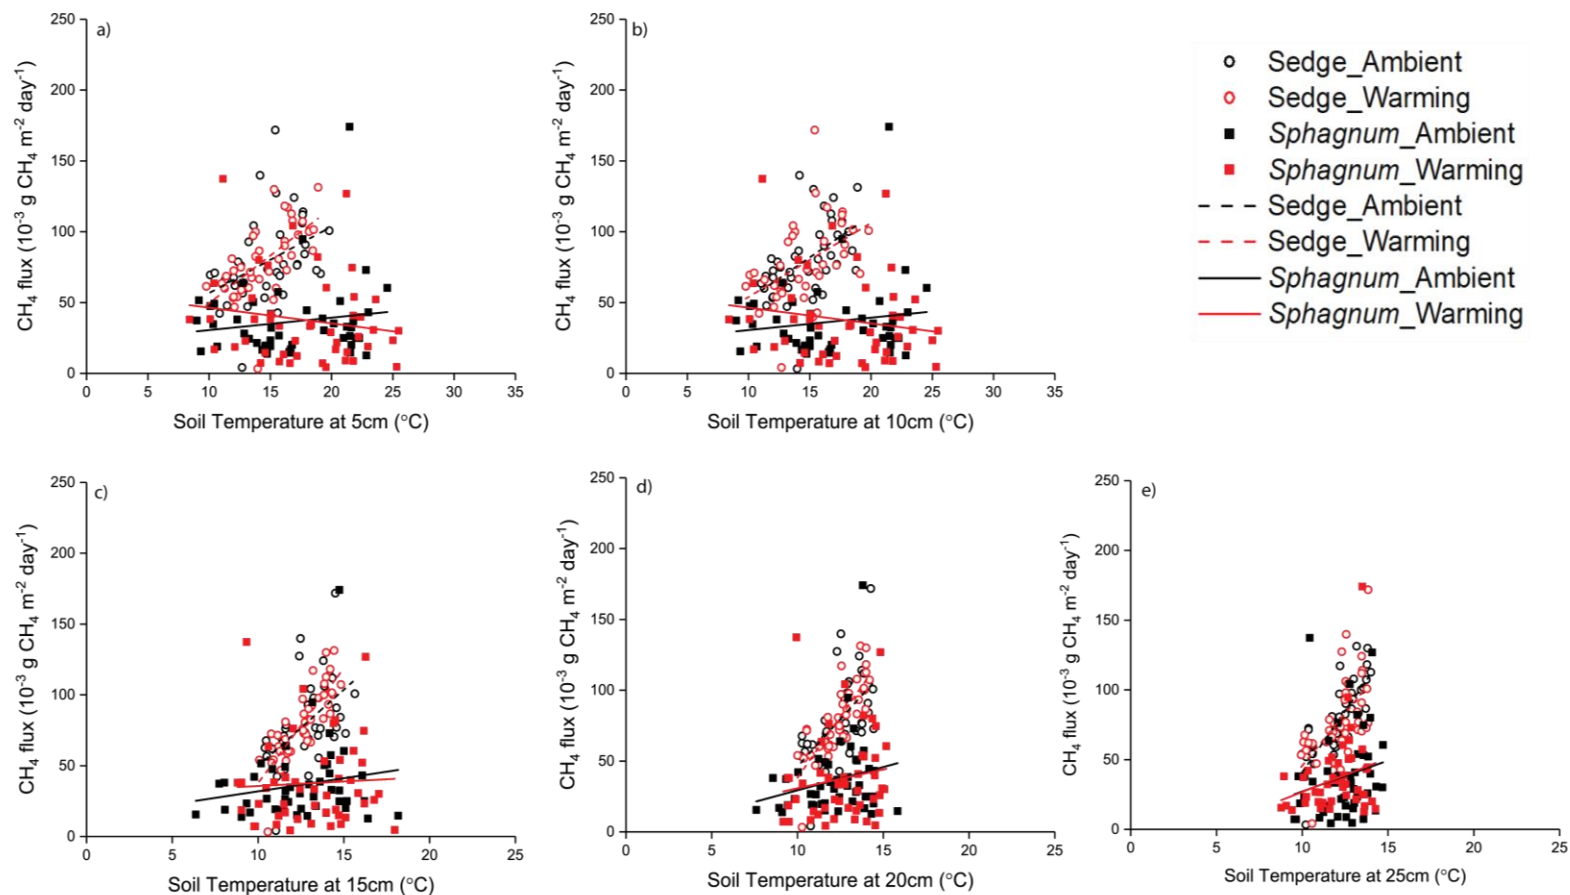 a)
250
200
150
100
50
0
0 5 10 15 20 25 30 35
CH4 flux (10-3 g CH4 m-2 day-1)
Soil Temperature at 5cm (°C)
b)
250
200
150
100
50
0
0 5 10 15 20 25 30 35
CH4 flux (10-3 g CH4 m-2 day-1)
Soil Temperature at 10cm (°C)
Sedge_Ambient
Sedge_Warming
Sphagnum_Ambient
Sphagnum_Warming
Sedge_Ambient
Sedge_Warming
Sphagnum_Ambient
Sphagnum_Warming
c)
250
200
150
100
50
0
0 5 10 15 20 25
CH4 flux (10-3 g CH4 m-2 day-1)
Soil Temperature at 15cm (°C)
d)
250
200
150
100
50
0
0 5 10 15 20 25
CH4 flux (10-3 g CH4 m-2 day-1)
Soil Temperature at 20cm (°C)
e)
250
200
150
100
50
0
0 5 10 15 20 25
CH4 flux (10-3 g CH4 m-2 day-1)
Soil Temperature at 25cm (°C)